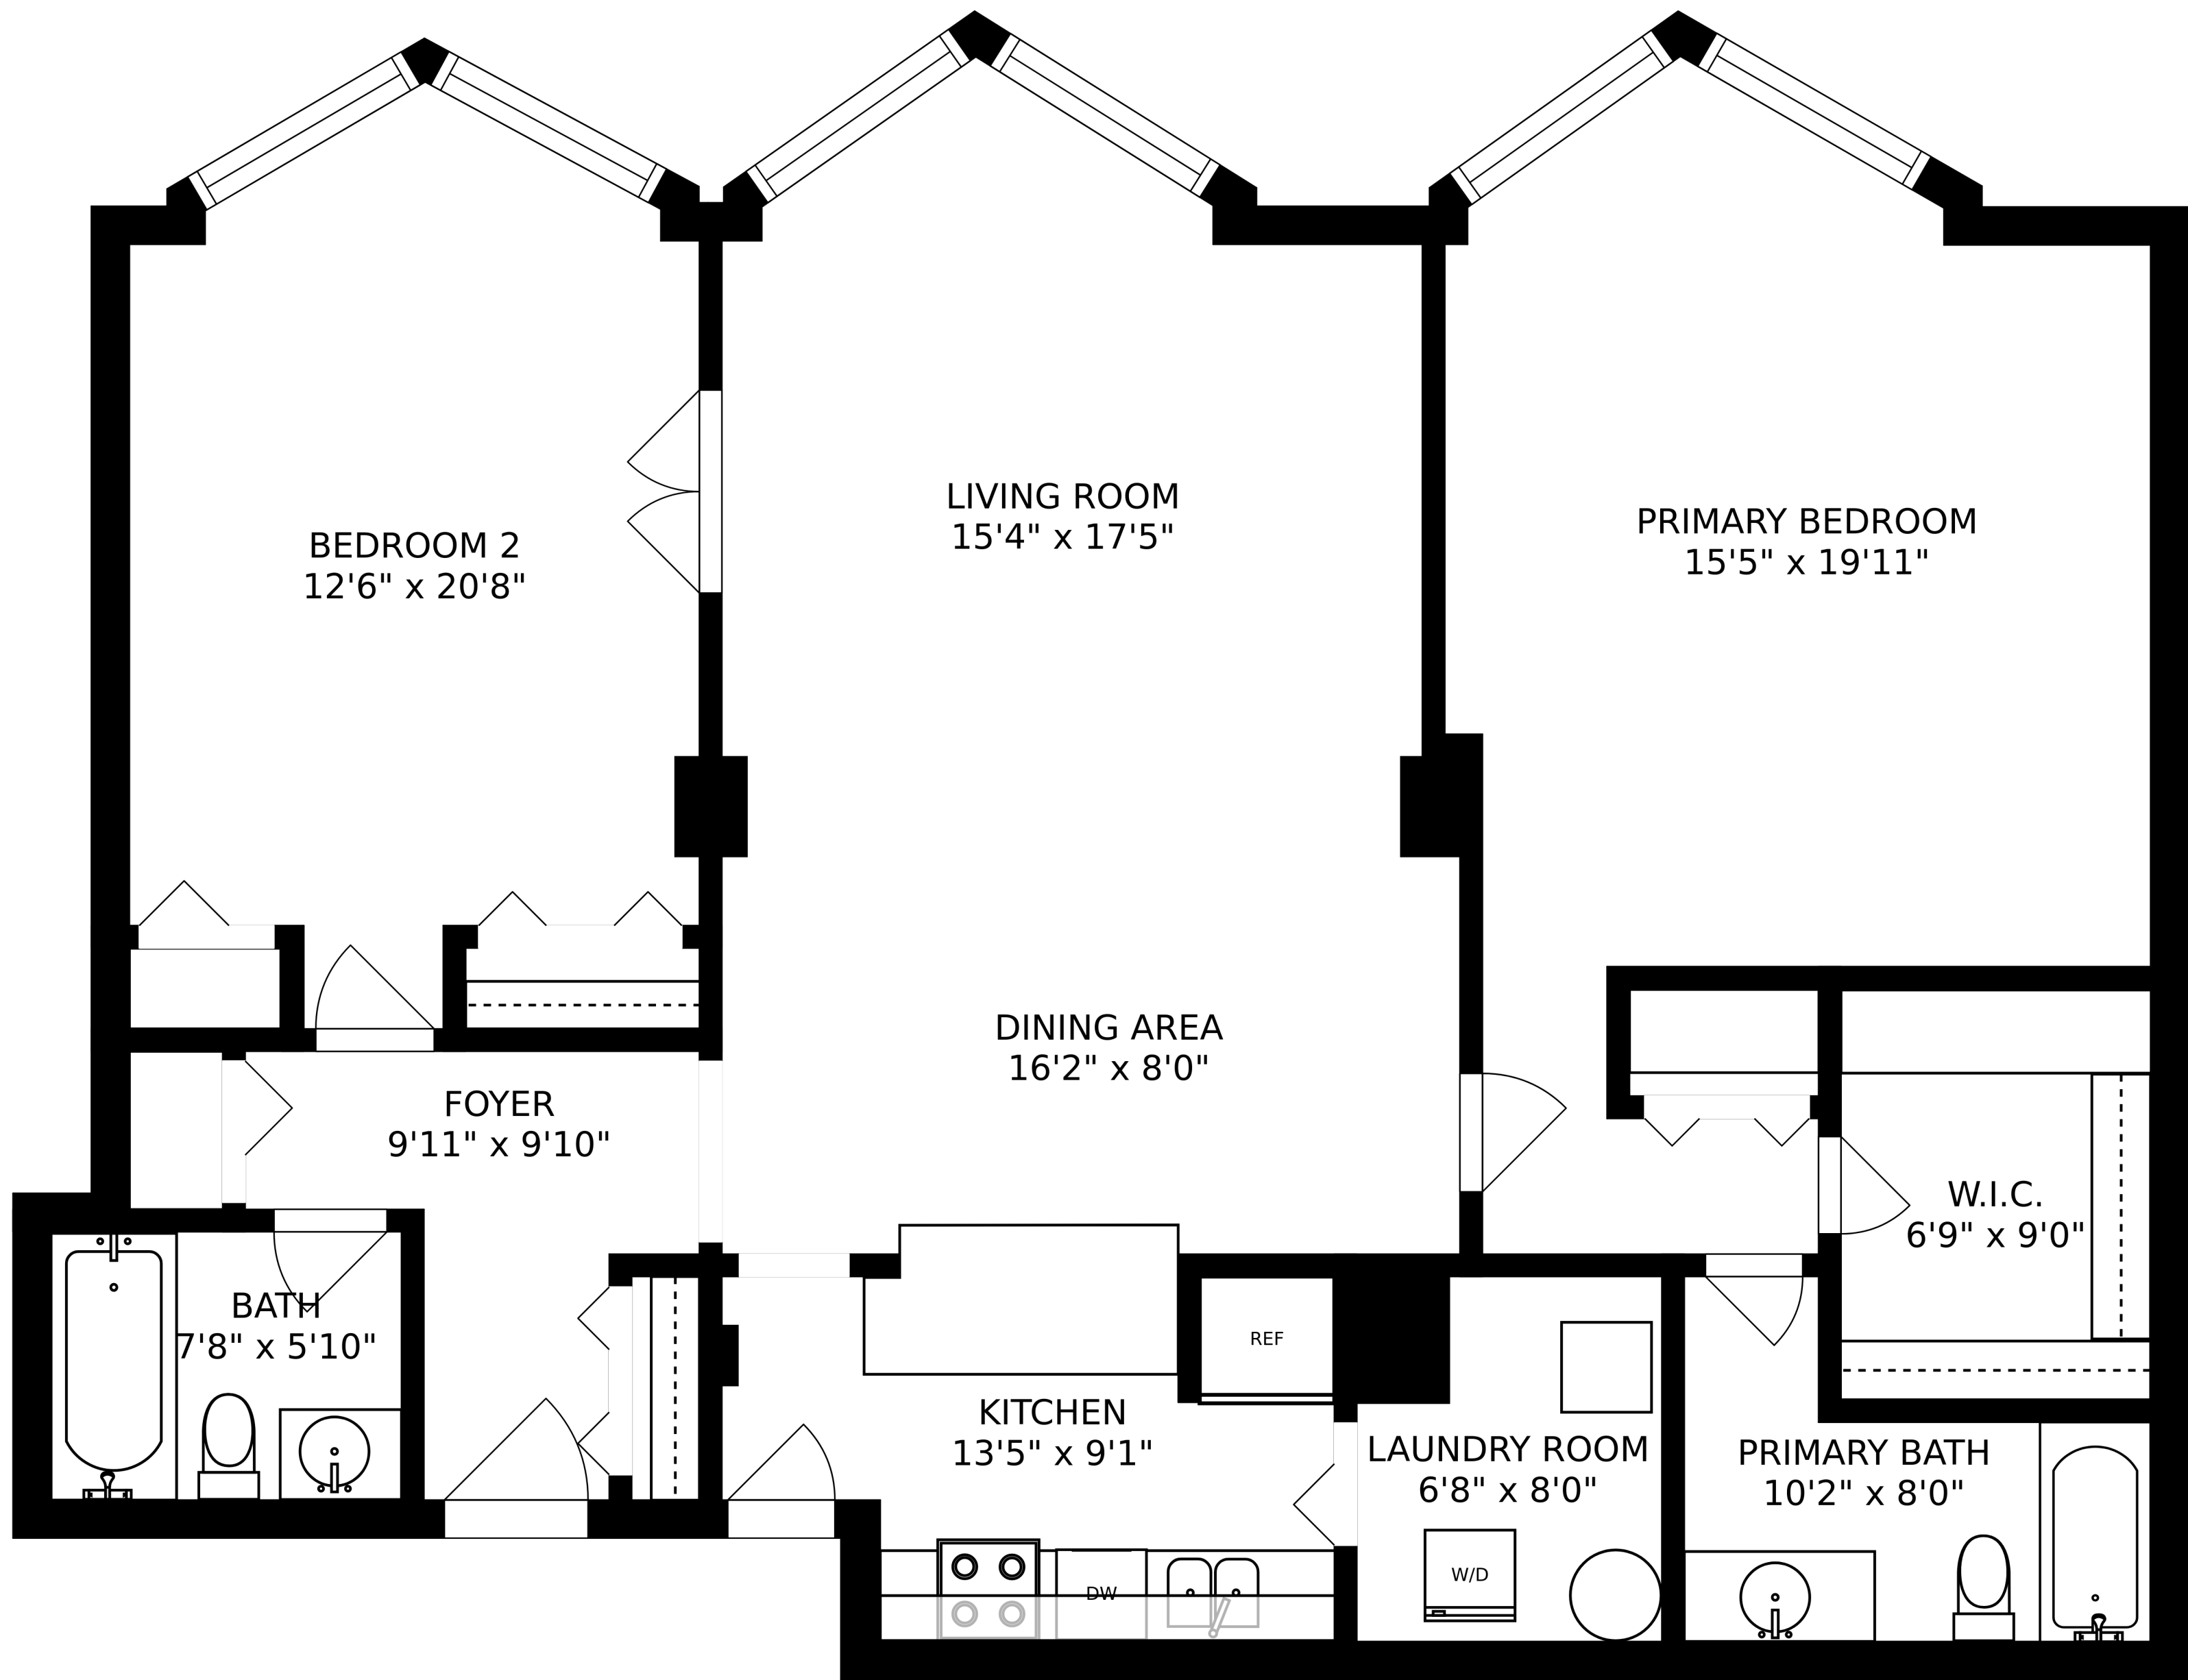 LIVING ROOM
15'4" x 17'5"
PRIMARY BEDROOM
15'5" x 19'11"
BEDROOM 2
12'6" x 20'8"
DINING AREA
16'2" x 8'0"
FOYER
9'11" x 9'10"
W.I.C.
6'9" x 9'0"
BATH
7'8" x 5'10"
REF
KITCHEN
13'5" x 9'1"
LAUNDRY ROOM
6'8" x 8'0"
PRIMARY BATH
10'2" x 8'0"
W/D
DW